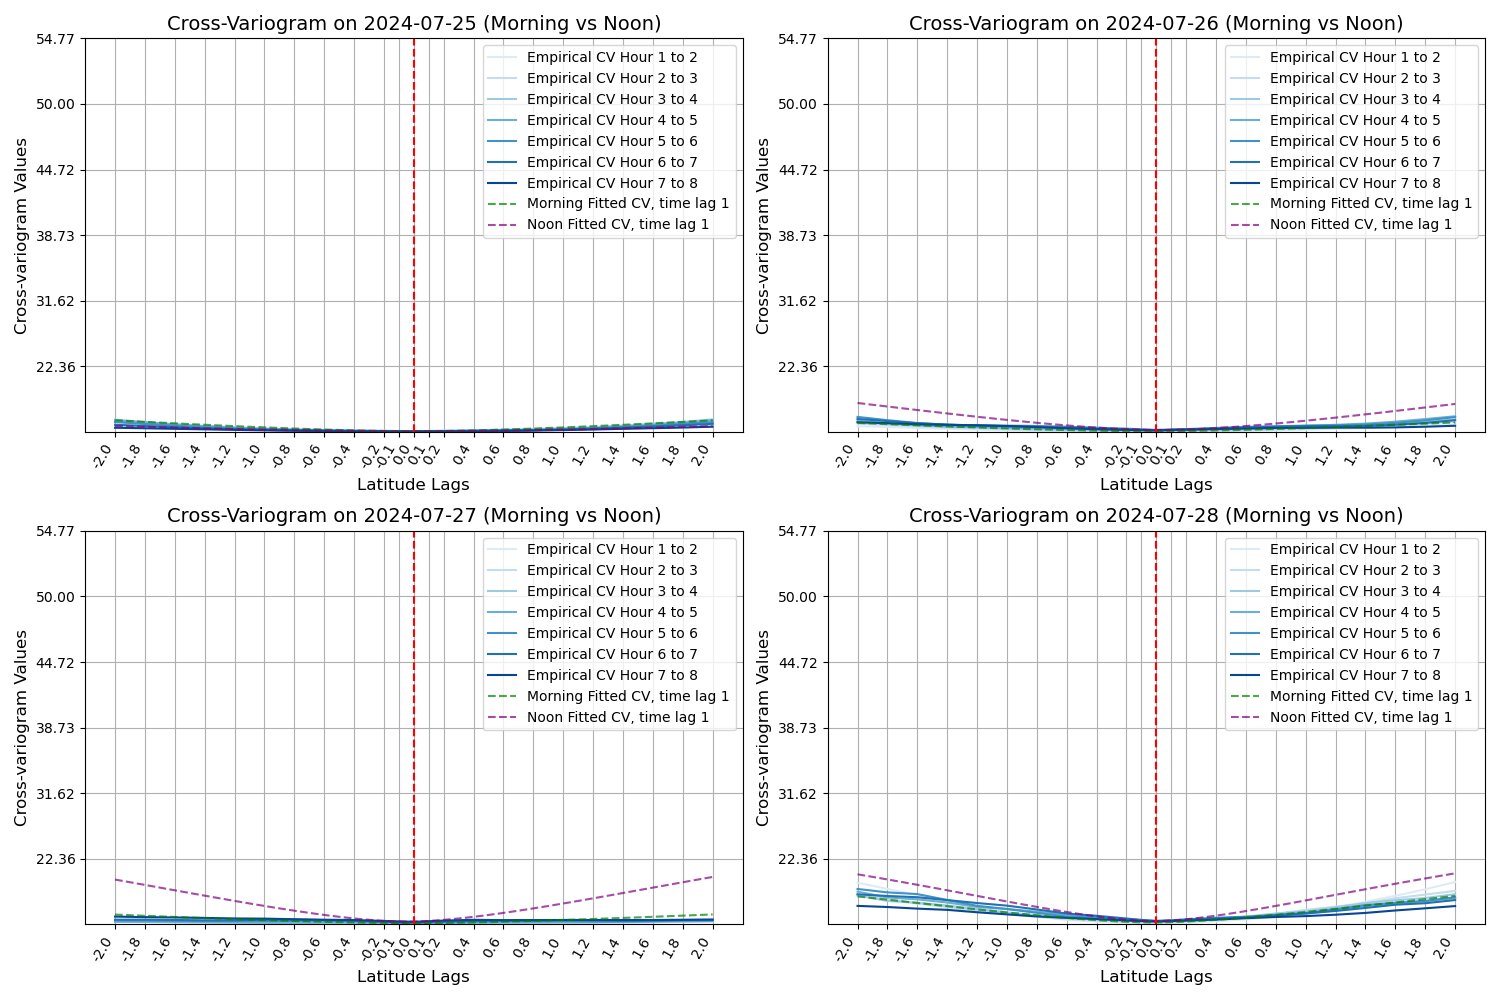 Cross-Variogram on 2024-07-25 (Morning vs Noon)
54.77
50.00
44.72
38.73
31.62
22.36
Cross-variogram Values
Empirical CV Hour 1 to 2
Empirical CV Hour 2 to 3
Empirical CV Hour 3 to 4
Empirical CV Hour 4 to 5
Empirical CV Hour 5 to 6
Empirical CV Hour 6 to 7
Empirical CV Hour 7 to 8
Morning Fitted CV, time lag 1
Noon Fitted CV, time lag 1
-2.0 -1.8 -1.6 -1.4 -1.2 -1.0 -0.8 -0.6 -0.4 -0.2 -0.1 0.0 0.1 0.2 0.4 0.6 0.8 1.0 1.2 1.4 1.6 1.8 2.0
Latitude Lags
Cross-Variogram on 2024-07-26 (Morning vs Noon)
54.77
50.00
44.72
38.73
31.62
22.36
Cross-variogram Values
Empirical CV Hour 1 to 2
Empirical CV Hour 2 to 3
Empirical CV Hour 3 to 4
Empirical CV Hour 4 to 5
Empirical CV Hour 5 to 6
Empirical CV Hour 6 to 7
Empirical CV Hour 7 to 8
Morning Fitted CV, time lag 1
Noon Fitted CV, time lag 1
-2.0 -1.8 -1.6 -1.4 -1.2 -1.0 -0.8 -0.6 -0.4 -0.2 -0.1 0.0 0.1 0.2 0.4 0.6 0.8 1.0 1.2 1.4 1.6 1.8 2.0
Latitude Lags
Cross-Variogram on 2024-07-27 (Morning vs Noon)
54.77
50.00
44.72
38.73
31.62
22.36
Cross-variogram Values
Empirical CV Hour 1 to 2
Empirical CV Hour 2 to 3
Empirical CV Hour 3 to 4
Empirical CV Hour 4 to 5
Empirical CV Hour 5 to 6
Empirical CV Hour 6 to 7
Empirical CV Hour 7 to 8
Morning Fitted CV, time lag 1
Noon Fitted CV, time lag 1
-2.0 -1.8 -1.6 -1.4 -1.2 -1.0 -0.8 -0.6 -0.4 -0.2 -0.1 0.0 0.1 0.2 0.4 0.6 0.8 1.0 1.2 1.4 1.6 1.8 2.0
Latitude Lags
Cross-Variogram on 2024-07-28 (Morning vs Noon)
54.77
50.00
44.72
38.73
31.62
22.36
Cross-variogram Values
Empirical CV Hour 1 to 2
Empirical CV Hour 2 to 3
Empirical CV Hour 3 to 4
Empirical CV Hour 4 to 5
Empirical CV Hour 5 to 6
Empirical CV Hour 6 to 7
Empirical CV Hour 7 to 8
Morning Fitted CV, time lag 1
Noon Fitted CV, time lag 1
-2.0 -1.8 -1.6 -1.4 -1.2 -1.0 -0.8 -0.6 -0.4 -0.2 -0.1 0.0 0.1 0.2 0.4 0.6 0.8 1.0 1.2 1.4 1.6 1.8 2.0
Latitude Lags